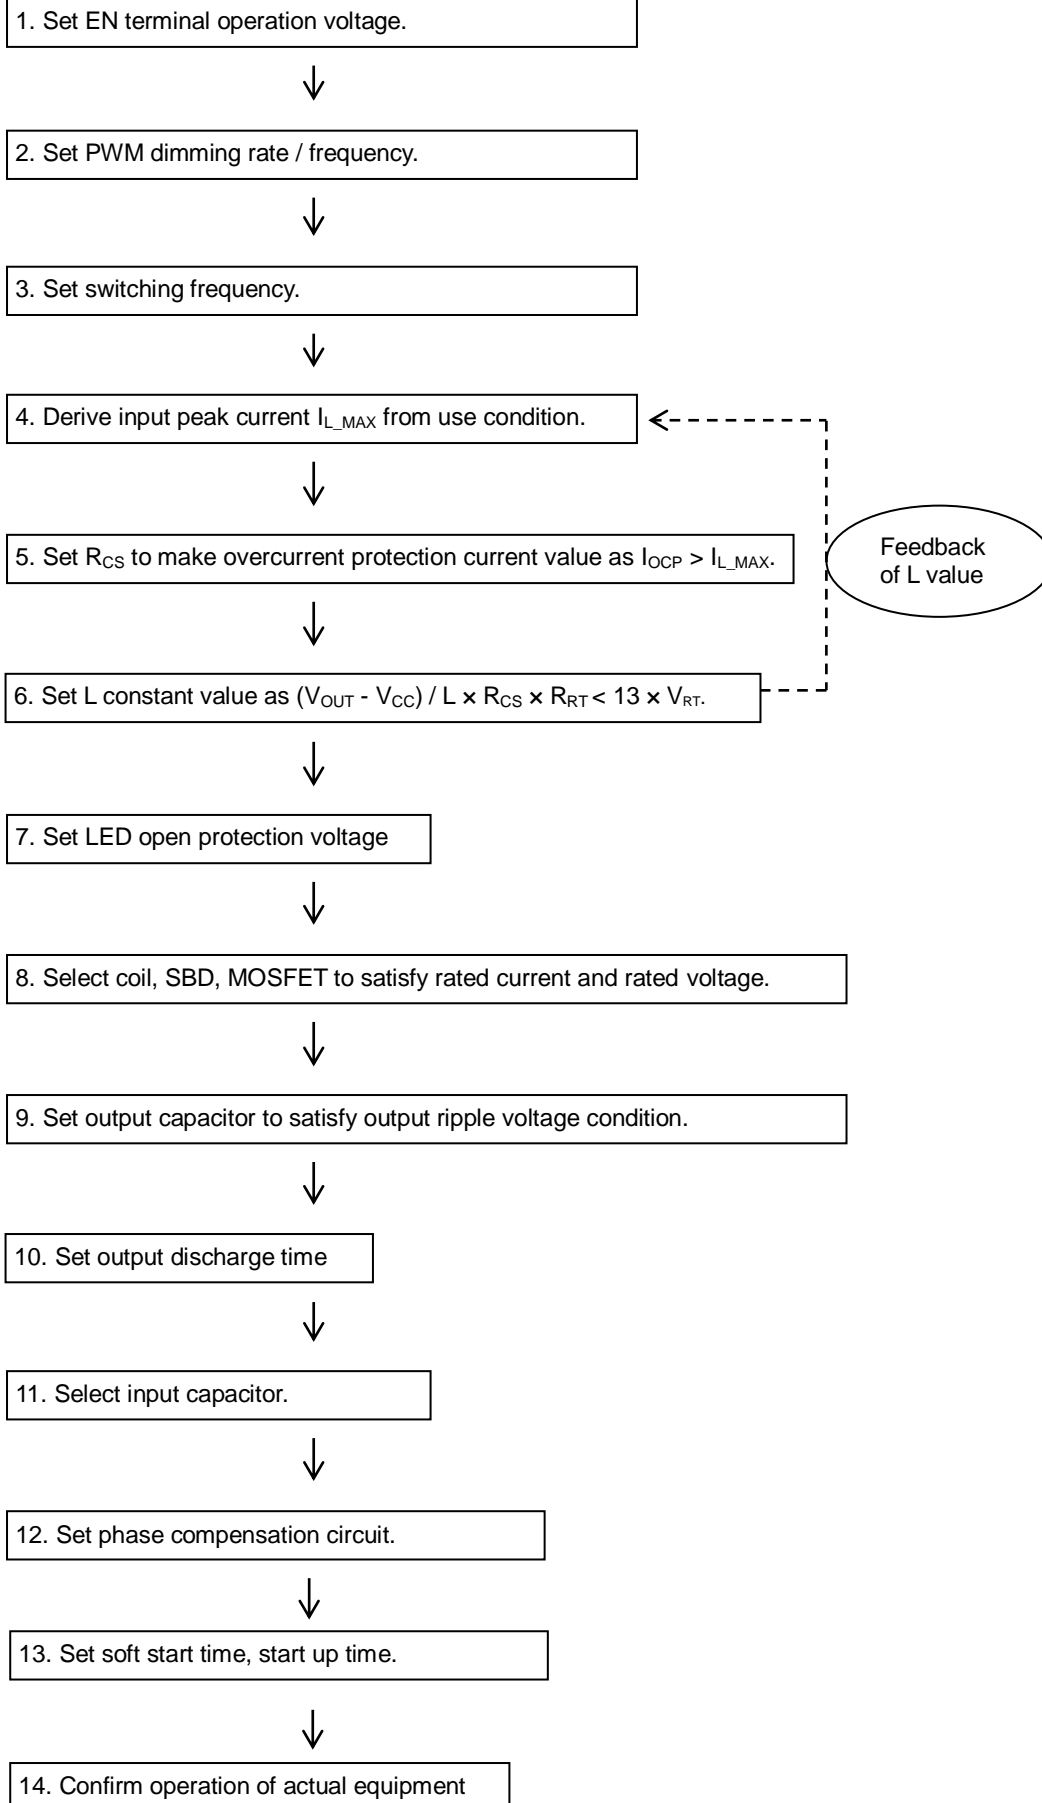 1. Set EN terminal operation voltage.
2. Set PWM dimming rate / frequency.
3. Set switching frequency.
4. Derive input peak current I_L_MAX from use condition.
5. Set R_CS to make overcurrent protection current value as I_OCP > I_L_MAX.
Feedback
of L value
6. Set L constant value as (V_OUT - V_CC) / L × R_CS × R_RT < 13 × V_RT.
7. Set LED open protection voltage
8. Select coil, SBD, MOSFET to satisfy rated current and rated voltage.
9. Set output capacitor to satisfy output ripple voltage condition.
10. Set output discharge time
11. Select input capacitor.
12. Set phase compensation circuit.
13. Set soft start time, start up time.
14. Confirm operation of actual equipment